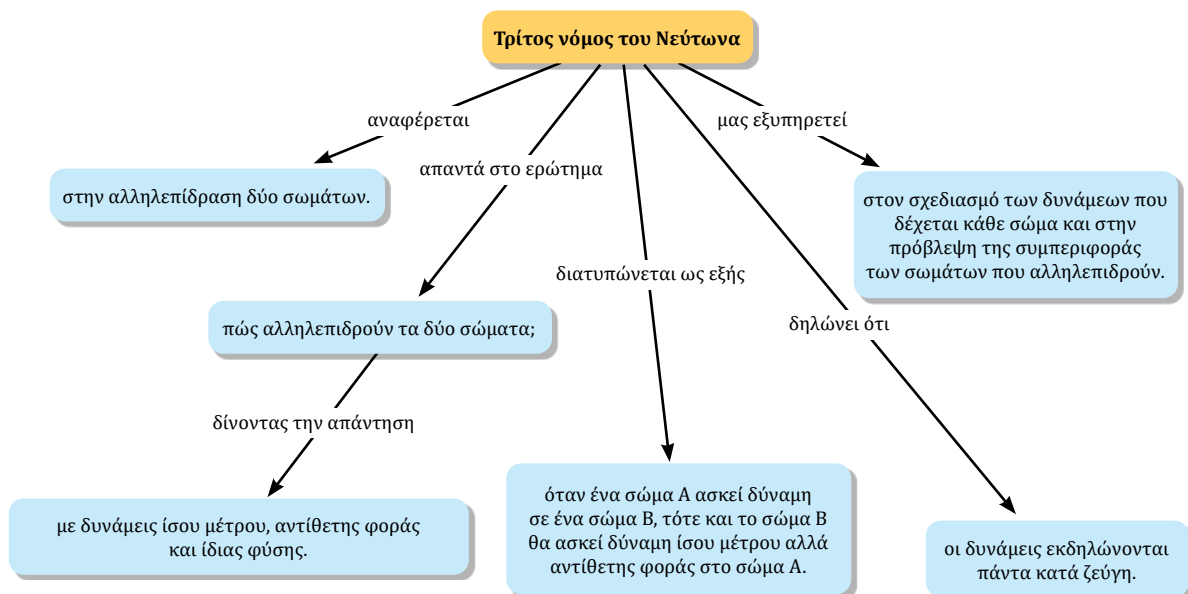 Τρίτος νόμος του Νεύτωνα
αναφέρεται
στην αλληλεπίδραση δύο σωμάτων.
απαντά στο ερώτημα
πώς αλληλεπιδρούν τα δύο σώματα;
δίνοντας την απάντηση
με δυνάμεις ίσου μέτρου, αντίθετης φοράς
και ίδιας φύσης.
διατυπώνεται ως εξής
όταν ένα σώμα Α ασκεί δύναμη
σε ένα σώμα Β, τότε και το σώμα Β
θα ασκεί δύναμη ίσου μέτρου αλλά
αντίθετης φοράς στο σώμα Α.
δηλώνει ότι
οι δυνάμεις εκδηλώνονται
πάντα κατά ζεύγη.
μας εξυπηρετεί
στον σχεδιασμό των δυνάμεων που
δέχεται κάθε σώμα και στην
πρόβλεψη της συμπεριφοράς
των σωμάτων που αλληλεπιδρούν.